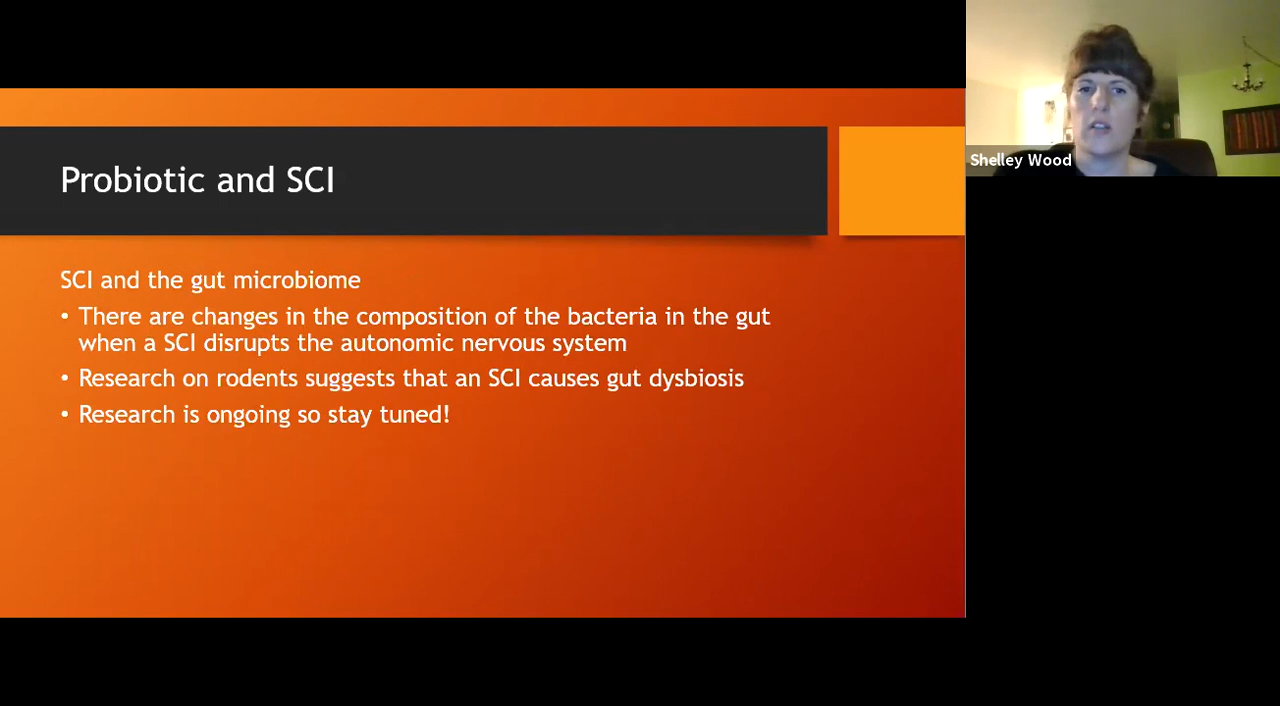 Probiotic and SCI
SCI and the gut microbiome
• There are changes in the composition of the bacteria in the gut
when a SCI disrupts the autonomic nervous system
• Research on rodents suggests that an SCI causes gut dysbiosis
• Research is ongoing so stay tuned!
Shelley Wood